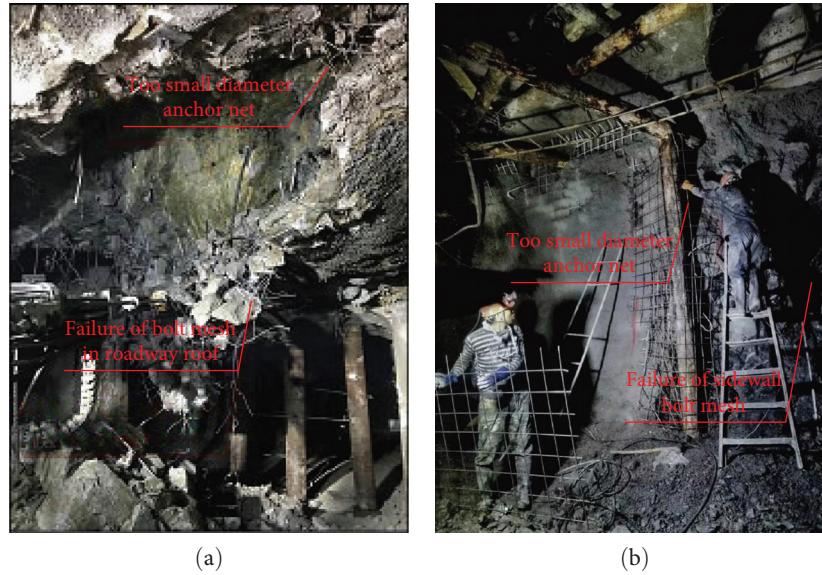 Too small diameter
anchor net
Failure of bolt mesh
in roadway roof
(a)
Too small diameter
anchor net
Failure of sidewall
bolt mesh
(b)